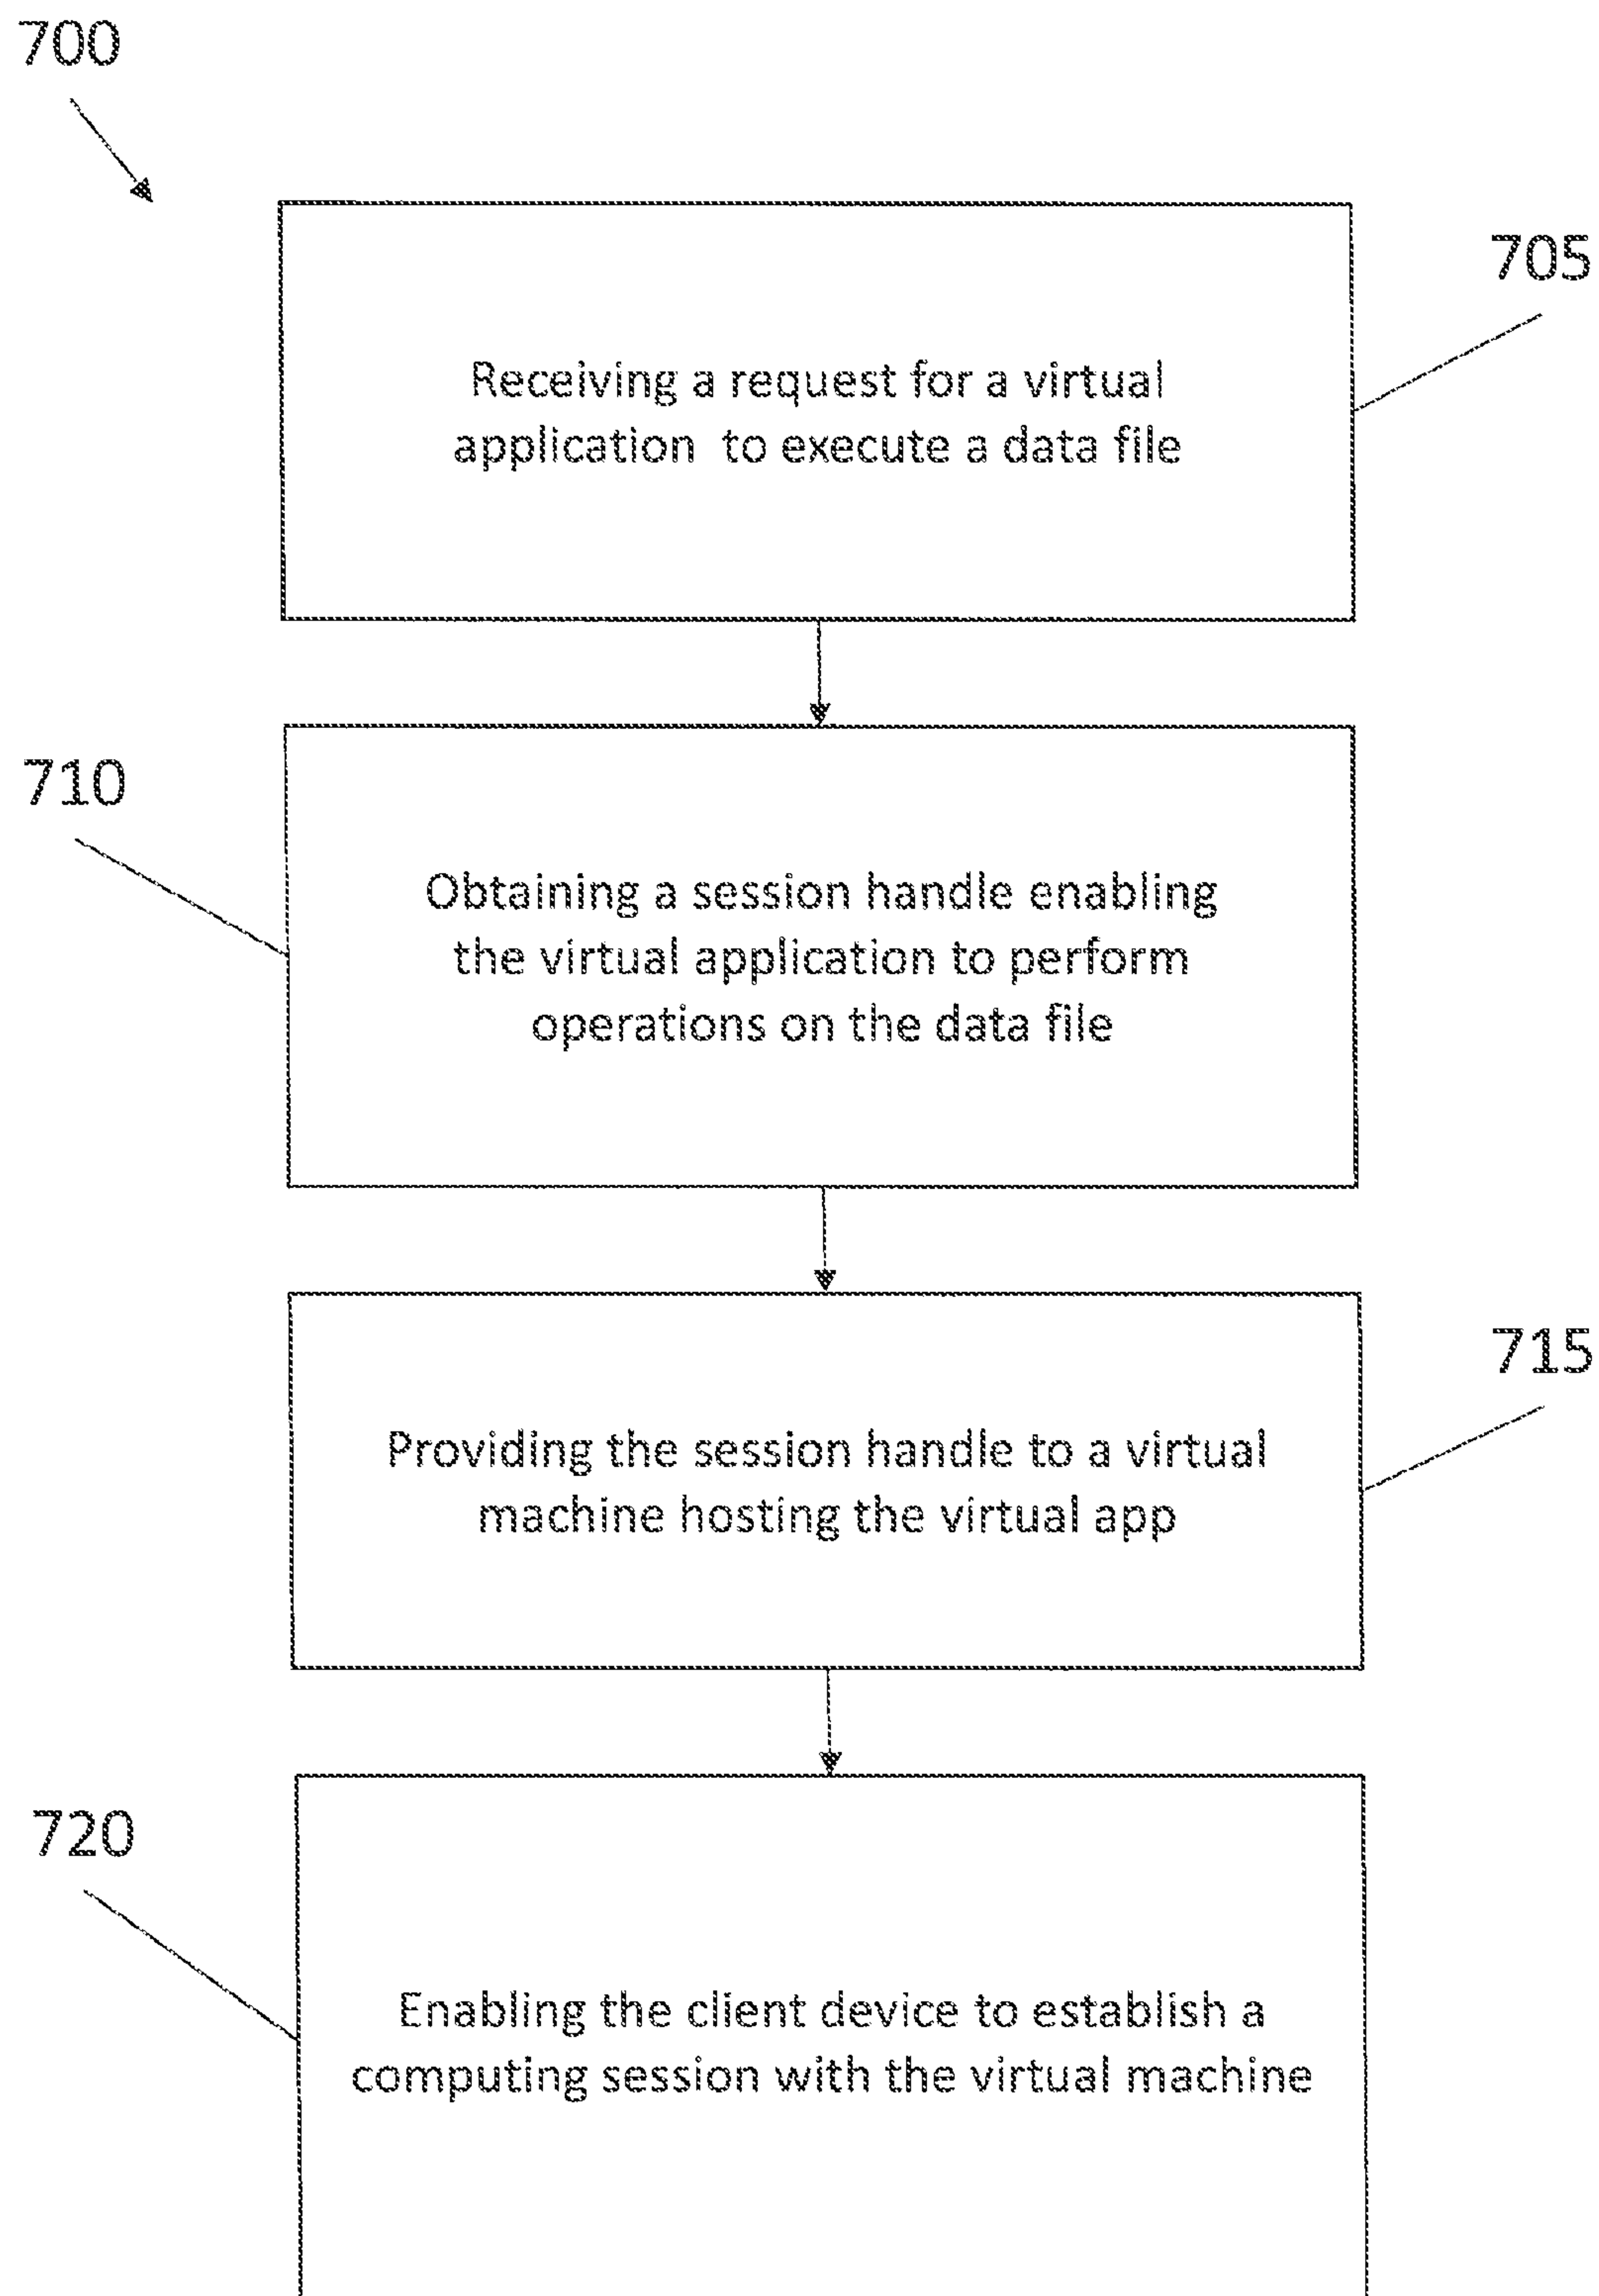 700
705
Receiving a request for a virtual
application to execute a data file
710
Obtaining a session handle enabling
the virtual application to perform
operations on the data file
715
Providing the session handle to a virtual
machine hosting the virtual app
720
Enabling the client device to establish a
computing session with the virtual machine